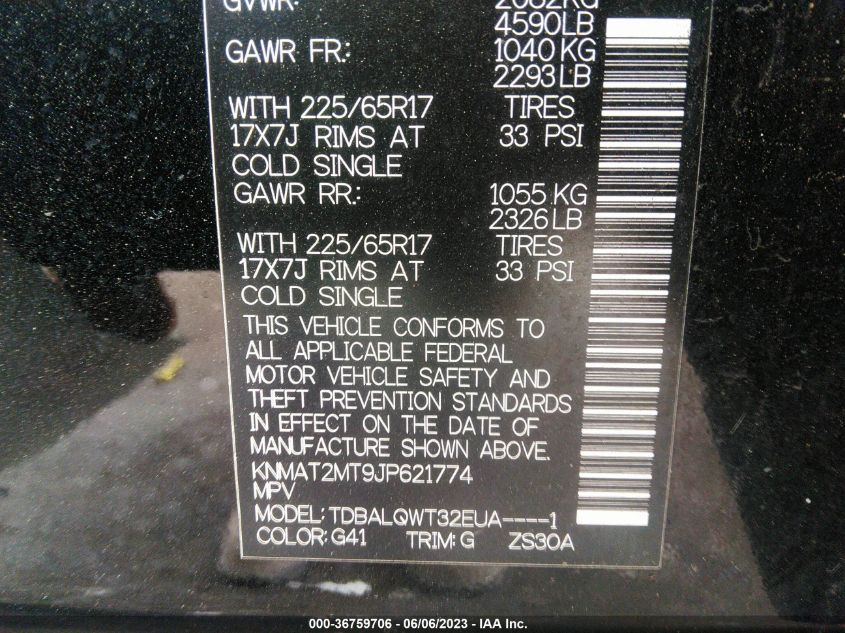 GVWR: 2082KG
4590LB
GAWR FR: 1040 KG
2293 LB
WITH 225/65R17 TIRES
17X7J RIMS AT 33 PSI
COLD SINGLE
GAWR RR: 1055 KG
2326 LB
WITH 225/65R17 TIRES
17X7J RIMS AT 33 PSI
COLD SINGLE
THIS VEHICLE CONFORMS TO
ALL APPLICABLE FEDERAL
MOTOR VEHICLE SAFETY AND
THEFT PREVENTION STANDARDS
IN EFFECT ON THE DATE OF
MANUFACTURE SHOWN ABOVE.
KNMAT2MT9JP621774
MPV
MODEL: TDBALQWT32EUA----1
COLOR: G41 TRIM: G ZS30A
000-36759706 - 06/06/2023 - IAA Inc.